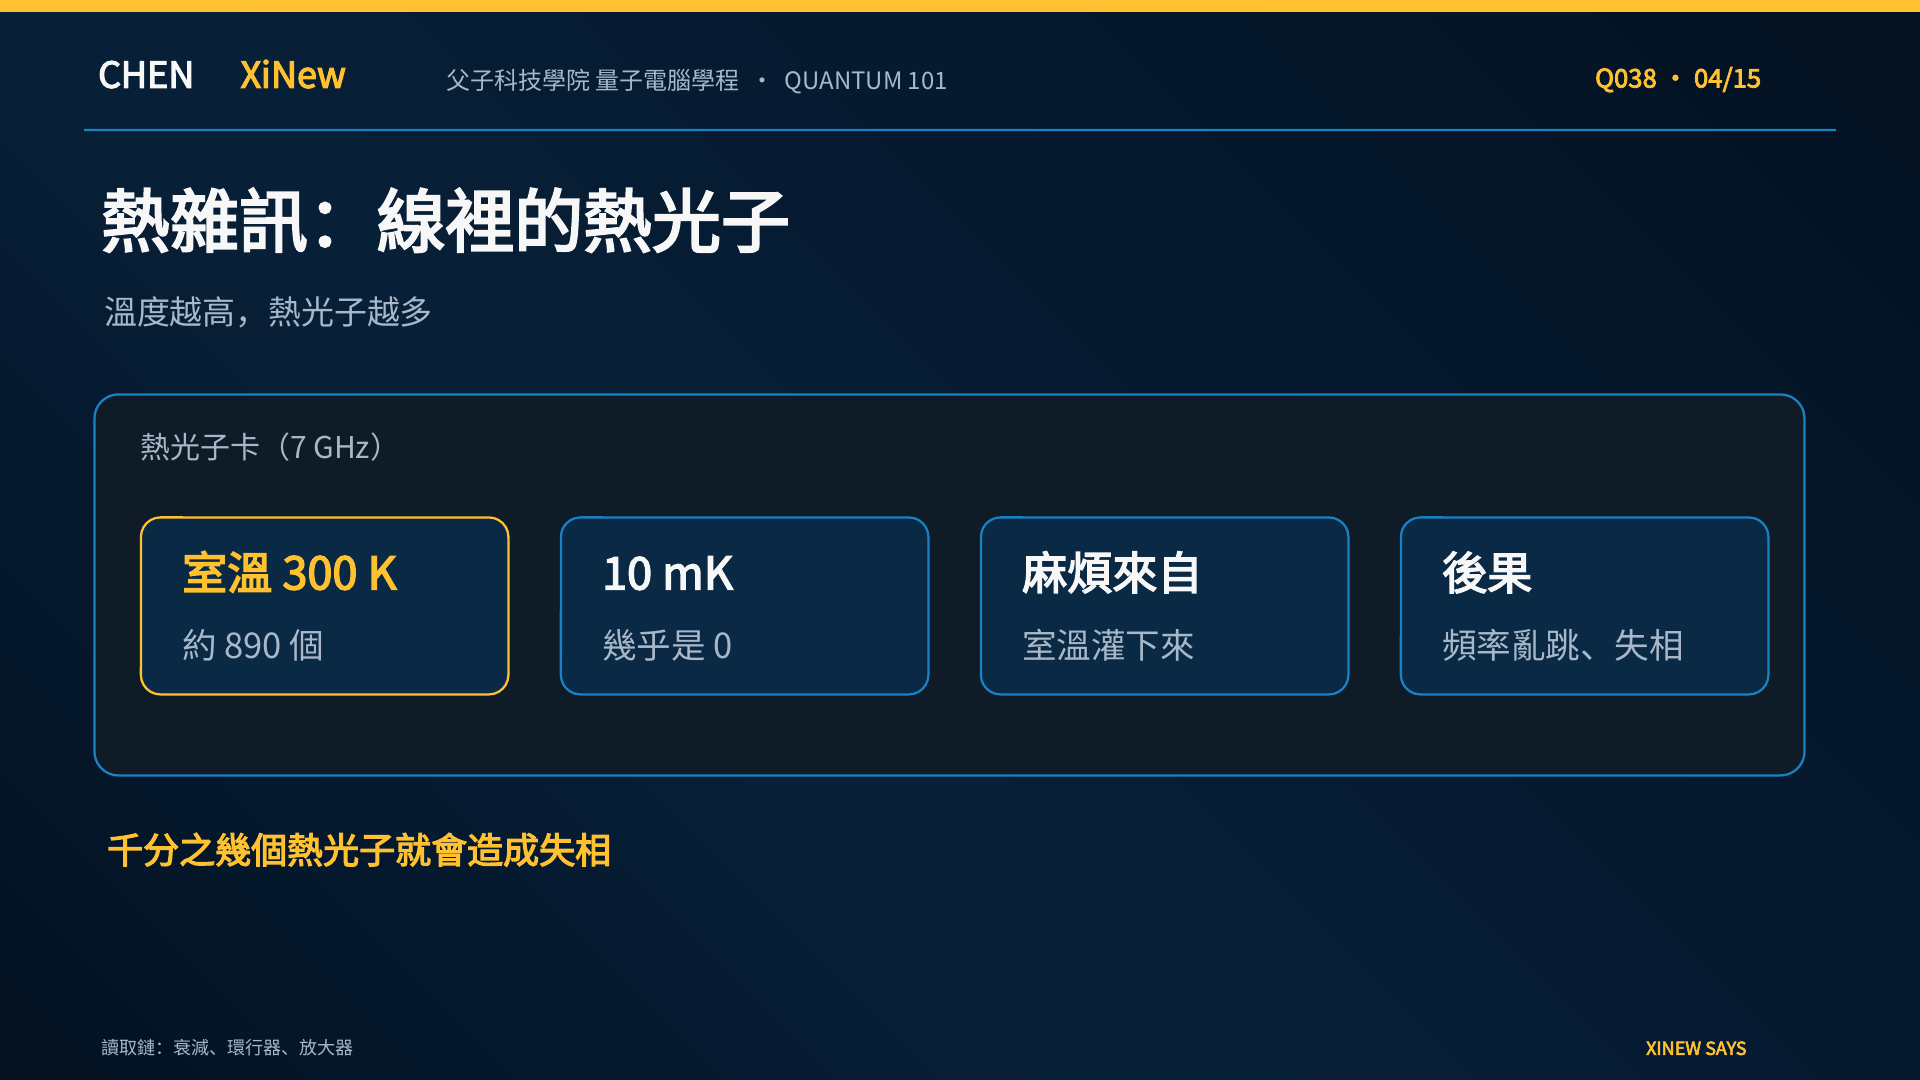 CHEN XiNew 父子科技學院 量子電腦學程 • QUANTUM 101 Q038 • 04/15
熱雜訊：線裡的熱光子
溫度越高，熱光子越多
熱光子卡（7 GHz）
室溫 300 K
約 890 個
10 mK
幾乎是 0
麻煩來自
室溫灌下來
後果
頻率亂跳、失相
千分之幾個熱光子就會造成失相
讀取鏈：衰減、環行器、放大器
XINEW SAYS